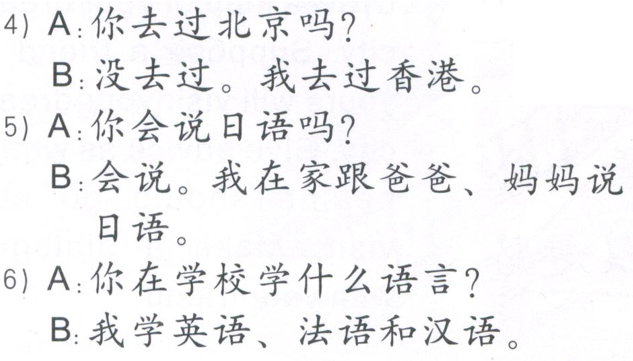 4) A:你去过北京吗?
B:没去过。我去过香港。
5) A:你会说日语吗?
B:会说。我在家跟爸爸、妈妈说
日语。
6) A:你在学校学什么语言?
B:我学英语、法语和汉语。